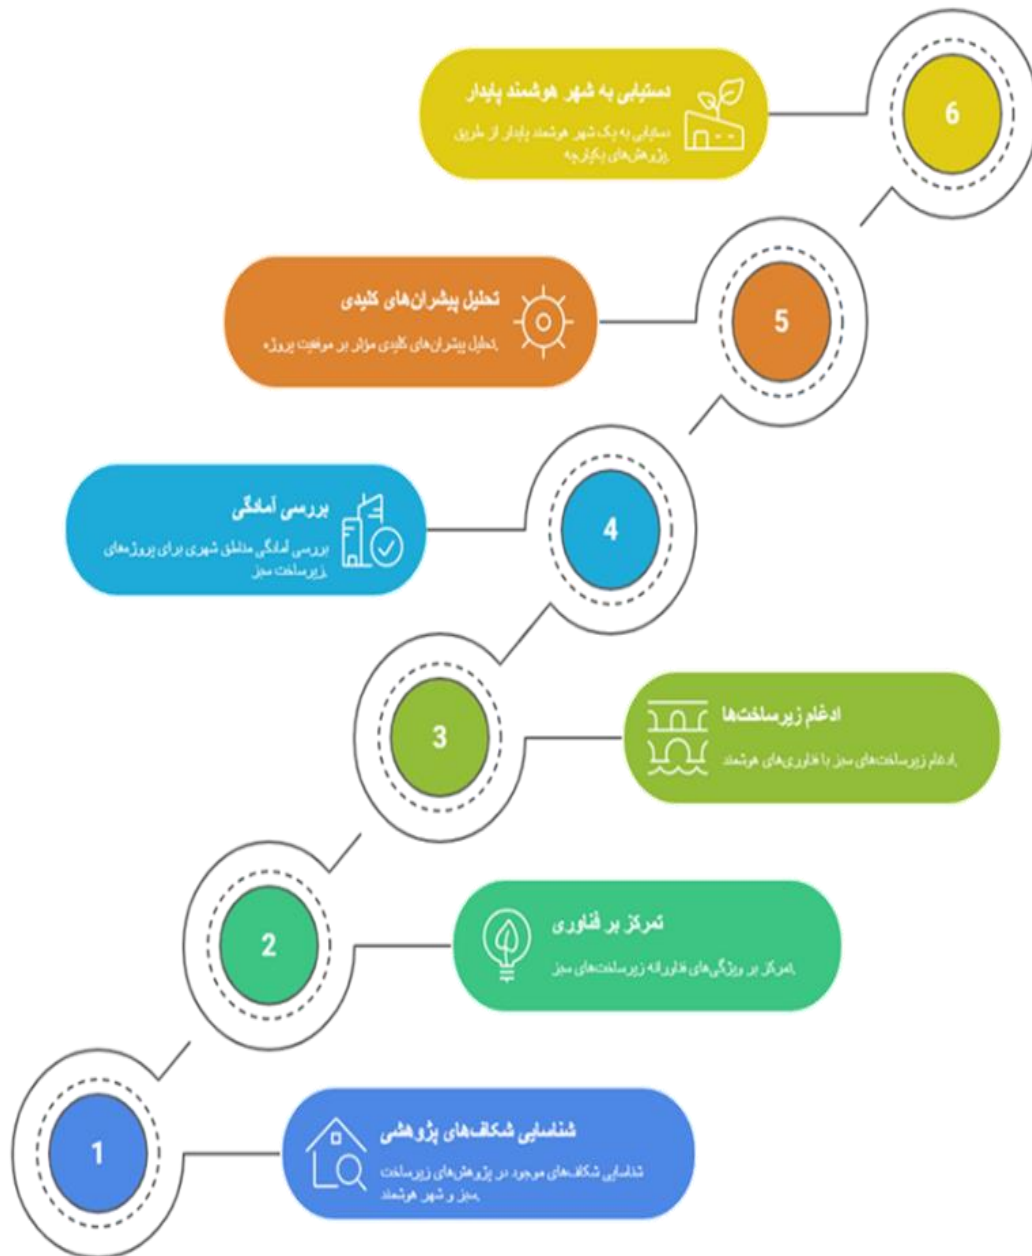 6
دستیابی به شهر هوشمند پایدار
دستیابی به یک شهر هوشمند پایدار از طریق
پژوهش‌های یکپارچه.
5
تحلیل پیشران‌های کلیدی
تحلیل پیشران‌های کلیدی مؤثر بر موفقیت پروژه.
4
بررسی آمادگی
بررسی آمادگی مناطق شهری برای پروژه‌های
زیرساخت سبز.
3
ادغام زیرساخت‌ها
ادغام زیرساخت‌های سبز با فناوری‌های هوشمند.
2
تمرکز بر فناوری
تمرکز بر ویژگی‌های فناورانه زیرساخت‌های سبز.
1
شناسایی شکاف‌های پژوهشی
شناسایی شکاف‌های موجود در پژوهش‌های زیرساخت
سبز و شهر هوشمند.